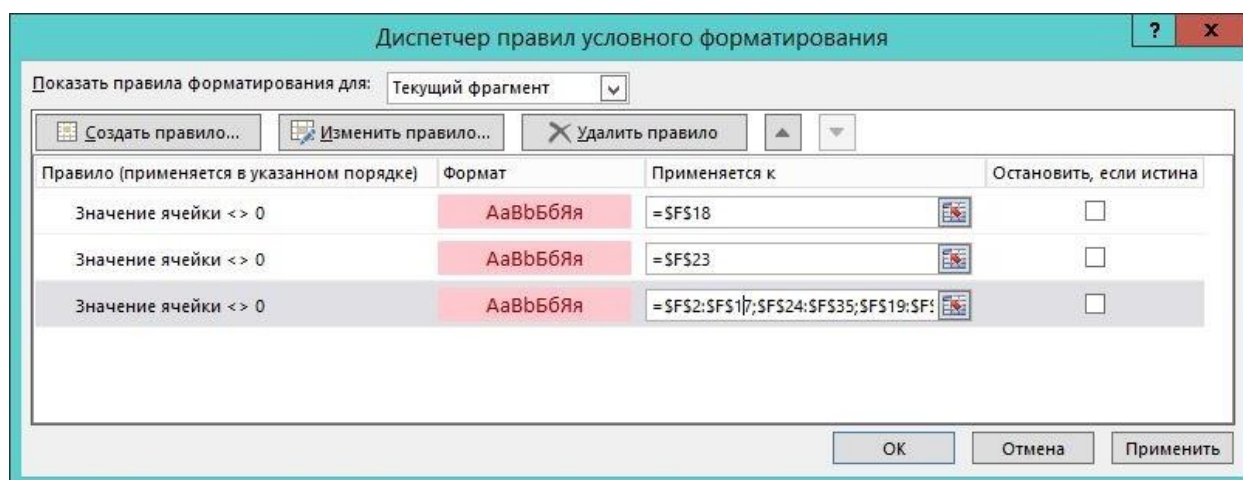 Диспетчер правил условного форматирования
? x
Показать правила форматирования для: Текущий фрагмент
Создать правило... Изменить правило... Удалить правило
Правило (применяется в указанном порядке) Формат Применяется к Остановить, если истина
Значение ячейки <> 0 АаВbБбЯя =$F$18
Значение ячейки <> 0 АаВbБбЯя =$F$23
Значение ячейки <> 0 АаВbБбЯя =$F$2:$F$17;$F$24:$F$35;$F$19:$F$
ОК Отмена Применить